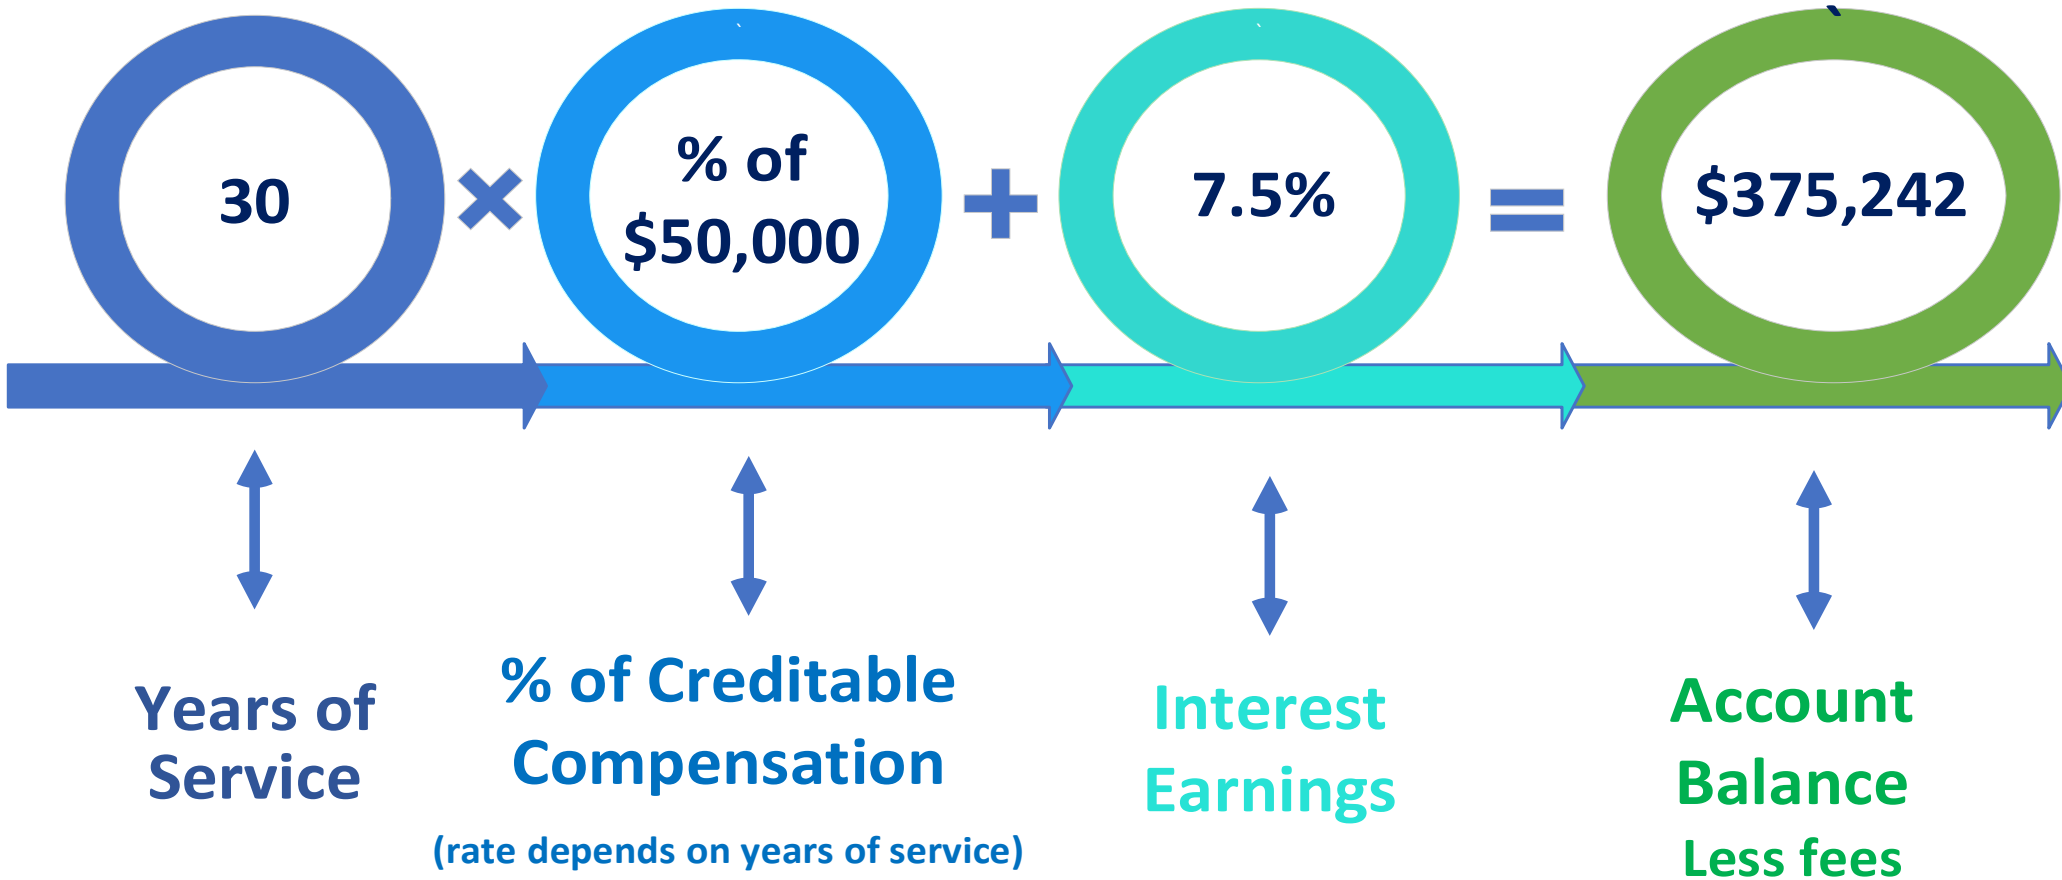 30
×
% of
$50,000
+
7.5%
=
$375,242
Years of
Service
% of Creditable
Compensation
(rate depends on years of service)
Interest
Earnings
Account
Balance
Less fees